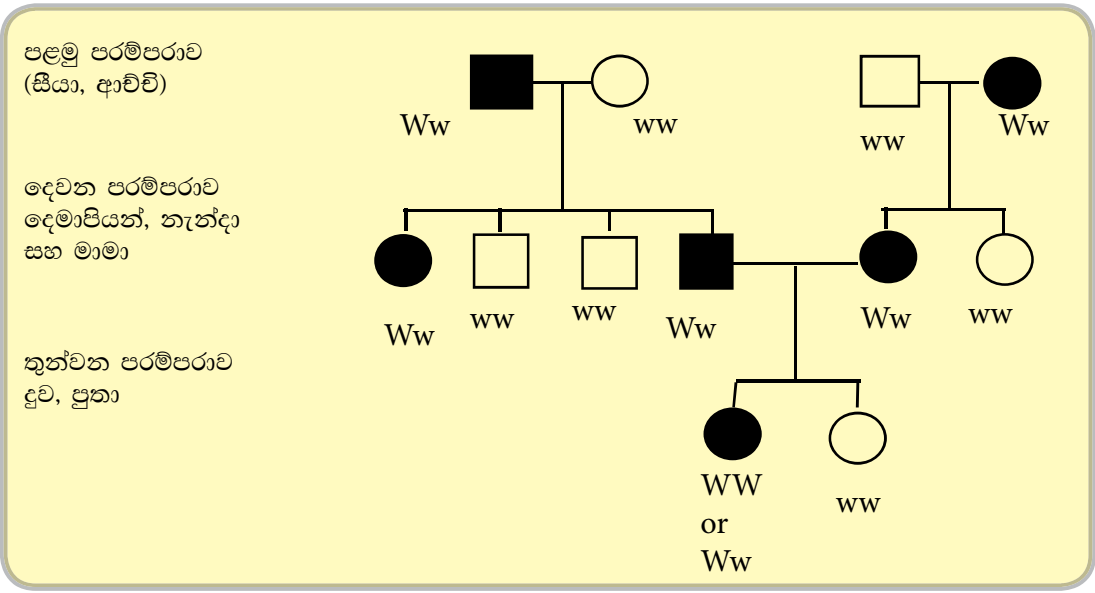 පළමු පරම්පරාව
(සීයා, ආච්චි)
Ww
ww
ww
Ww
දෙවන පරම්පරාව
දෙමාපියන්, නැන්දා
සහ මාමා
Ww
ww
ww
Ww
Ww
ww
තුන්වන පරම්පරාව
දුව, පුතා
WW
or
Ww
ww